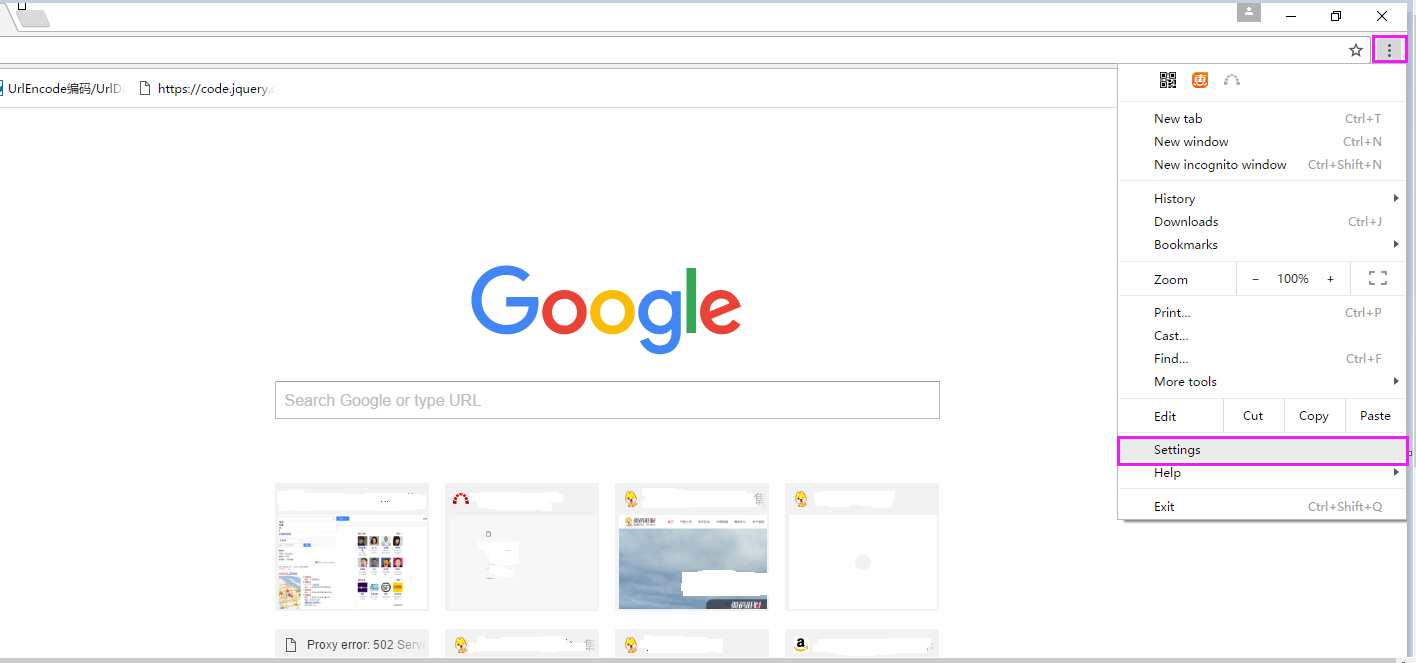 UrlEncode编码/UrlD
https://code.jquery.
New tab Ctrl+T
New window Ctrl+N
New incognito window Ctrl+Shift+N
History
Downloads Ctrl+J
Bookmarks
Zoom − 100% +
Print... Ctrl+P
Cast...
Find... Ctrl+F
More tools
Edit Cut Copy Paste
Settings
Help
Exit Ctrl+Shift+Q
Google
Search Google or type URL
集
Proxy error: 502 Serve
集